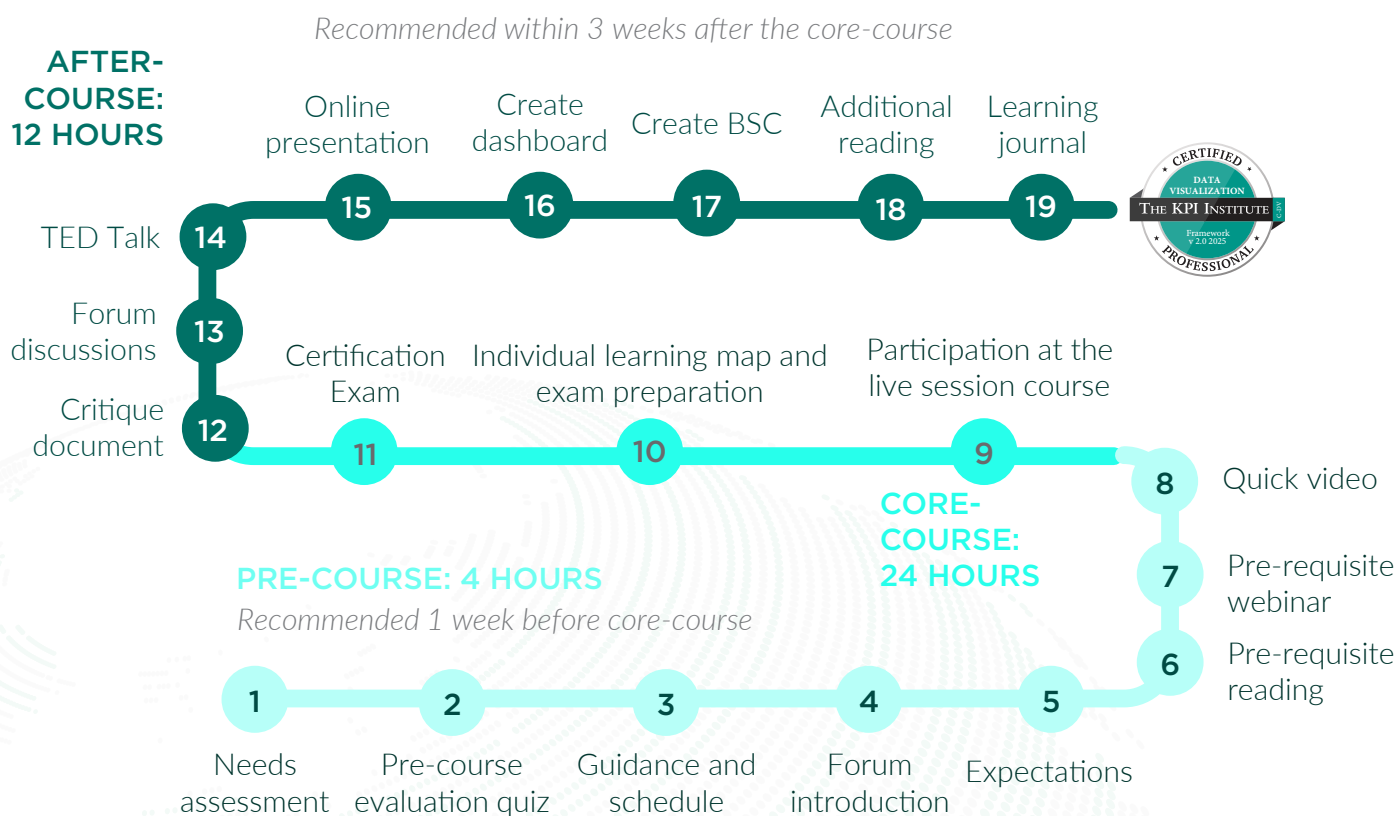 Recommended within 3 weeks after the core-course
AFTER-
COURSE:
12 HOURS
Online
presentation
Create
dashboard
Create BSC
Additional
reading
Learning
journal
15
16
17
18
19
CERTIFIED
DATA
VISUALIZATION
THE KPI INSTITUTE
C-DV
Framework
v 2.0 2025
PROFESSIONAL
TED Talk
14
Forum
discussions
13
Critique
document
12
Certification
Exam
Individual learning map and
exam preparation
Participation at the
live session course
11
10
9
CORE-
COURSE:
24 HOURS
8
Quick video
7
Pre-requisite
webinar
6
Pre-requisite
reading
PRE-COURSE: 4 HOURS
Recommended 1 week before core-course
1
2
3
4
5
Needs
assessment
Pre-course
evaluation quiz
Guidance and
schedule
Forum
introduction
Expectations